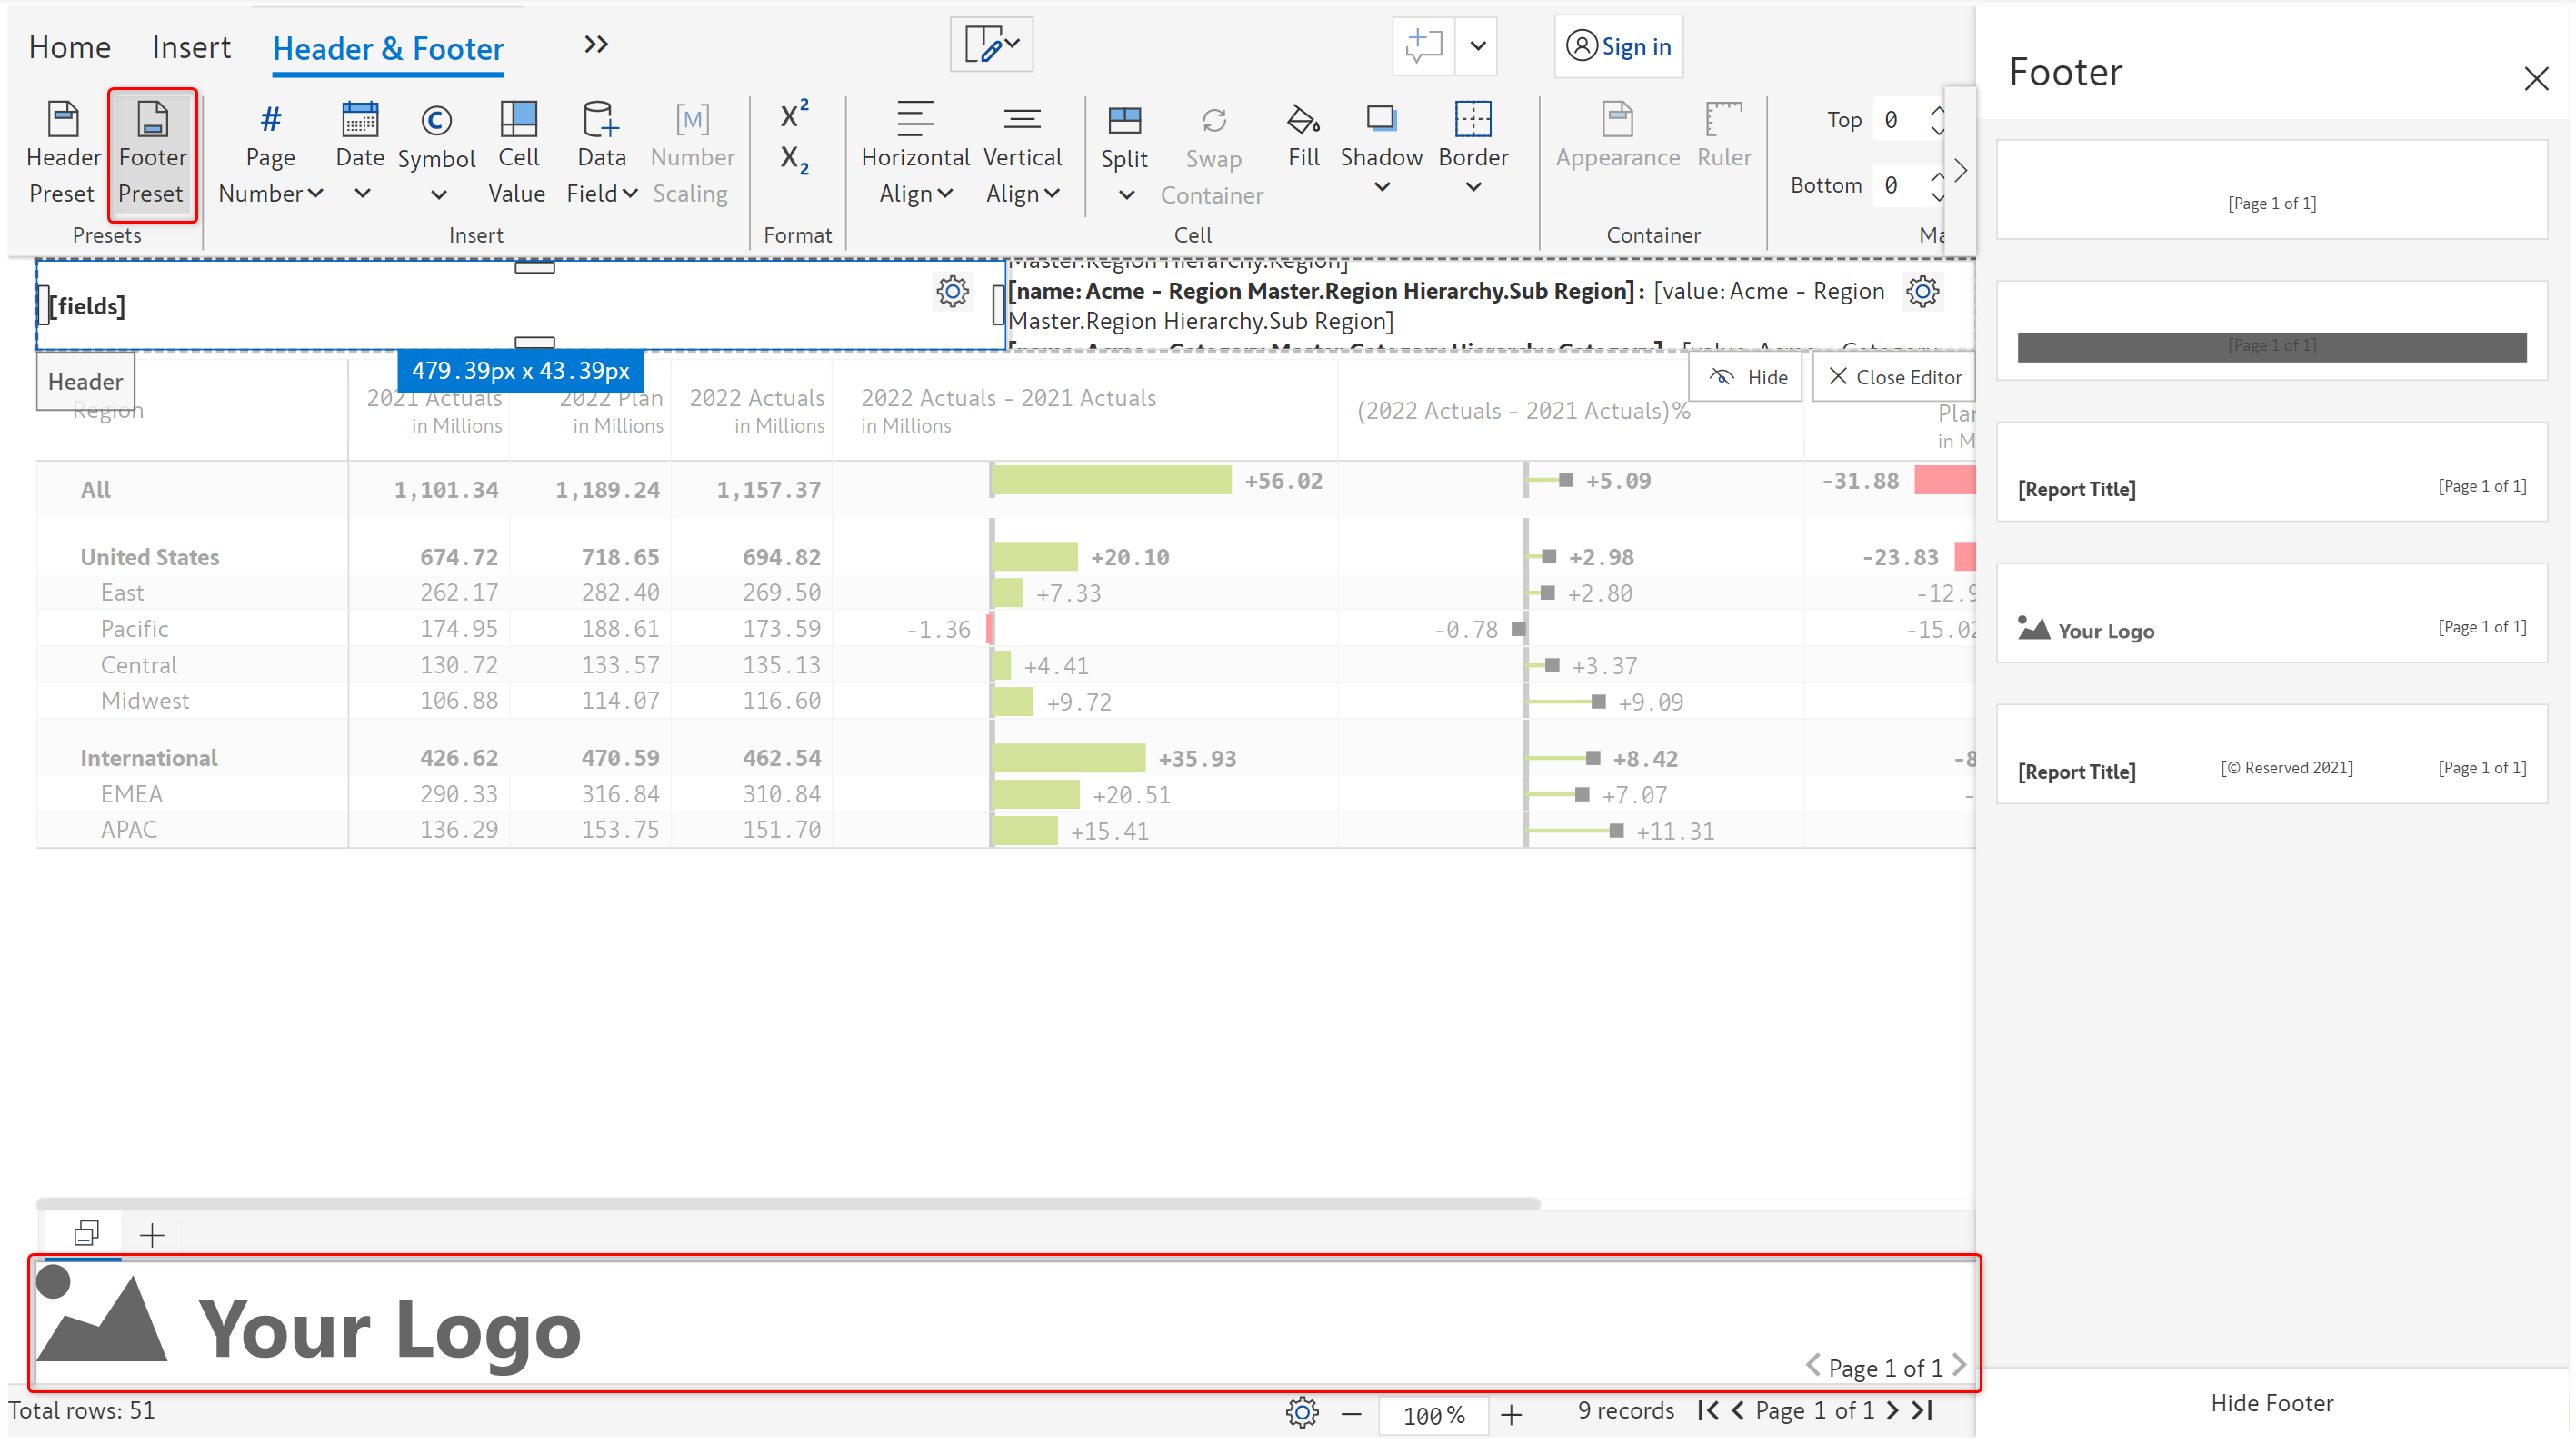 Home Insert Header & Footer
Sign in
Footer
Header Preset
Footer Preset
Page Number
Date
Symbol
Cell Value
Data Field
[M]
Number Scaling
X²
X₂
Horizontal Align
Vertical Align
Split
Swap Container
Fill
Shadow
Border
Appearance
Ruler
Top 0
Bottom 0
Presets Insert Format Cell Container Ma
[fields]
Master.Region Hierarchy.Region]
[name: Acme - Region Master.Region Hierarchy.Sub Region] : [value: Acme - Region
Master.Region Hierarchy.Sub Region]
[name: Acme - Category Master.Category Hierarchy.Category] [value: Acme - Category
Header
479.39px x 43.39px
Hide
Close Editor
Region
2021 Actuals
in Millions
2022 Plan
in Millions
2022 Actuals
in Millions
2022 Actuals - 2021 Actuals
in Millions
(2022 Actuals - 2021 Actuals)%
Plan
in M
All 1,101.34 1,189.24 1,157.37 +56.02 +5.09 -31.88
United States 674.72 718.65 694.82 +20.10 +2.98 -23.83
East 262.17 282.40 269.50 +7.33 +2.80 -12.9
Pacific 174.95 188.61 173.59 -1.36 -0.78 -15.02
Central 130.72 133.57 135.13 +4.41 +3.37
Midwest 106.88 114.07 116.60 +9.72 +9.09
International 426.62 470.59 462.54 +35.93 +8.42 -8
EMEA 290.33 316.84 310.84 +20.51 +7.07 -
APAC 136.29 153.75 151.70 +15.41 +11.31
Your Logo
Page 1 of 1
Total rows: 51
100%
9 records
Page 1 of 1
[Page 1 of 1]
[Page 1 of 1]
[Report Title] [Page 1 of 1]
Your Logo [Page 1 of 1]
[Report Title] [© Reserved 2021] [Page 1 of 1]
Hide Footer